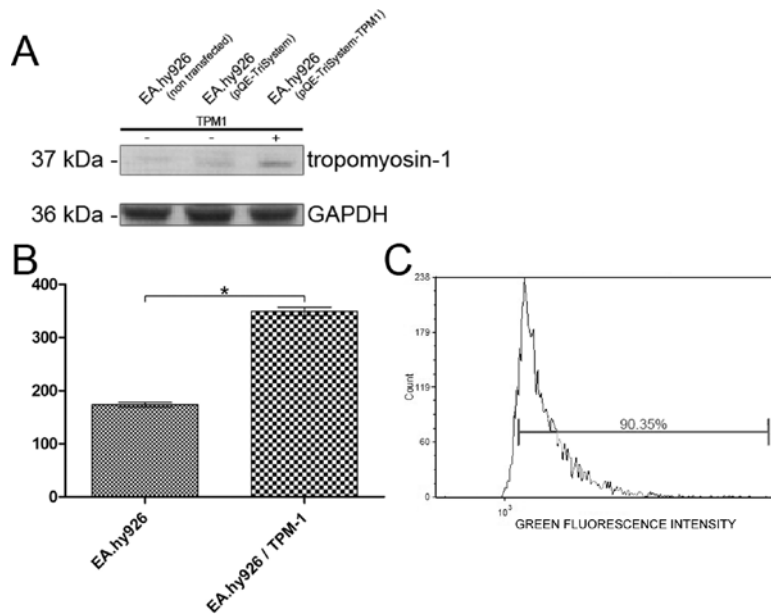 A
EA.hy926
(non transfected)
EA.hy926
(pQE-TriSystem)
EA.hy926
(pQE-TriSystem-TPM1)
TPM1
- - +
37 kDa - tropomyosin-1
36 kDa - GAPDH
B
400
300
200
100
0
*
EA.hy926
EA.hy926 / TPM-1
C
238
179
119
60
0
Count
90.35%
10³
GREEN FLUORESCENCE INTENSITY